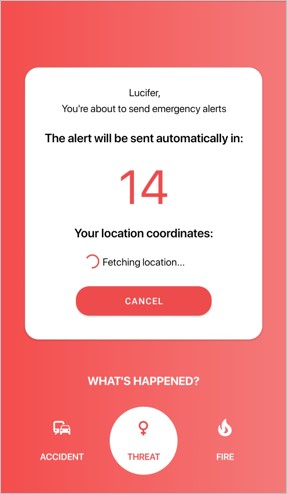 Lucifer,
You're about to send emergency alerts
The alert will be sent automatically in:
14
Your location coordinates:
Fetching location...
CANCEL
WHAT'S HAPPENED?
ACCIDENT
THREAT
FIRE